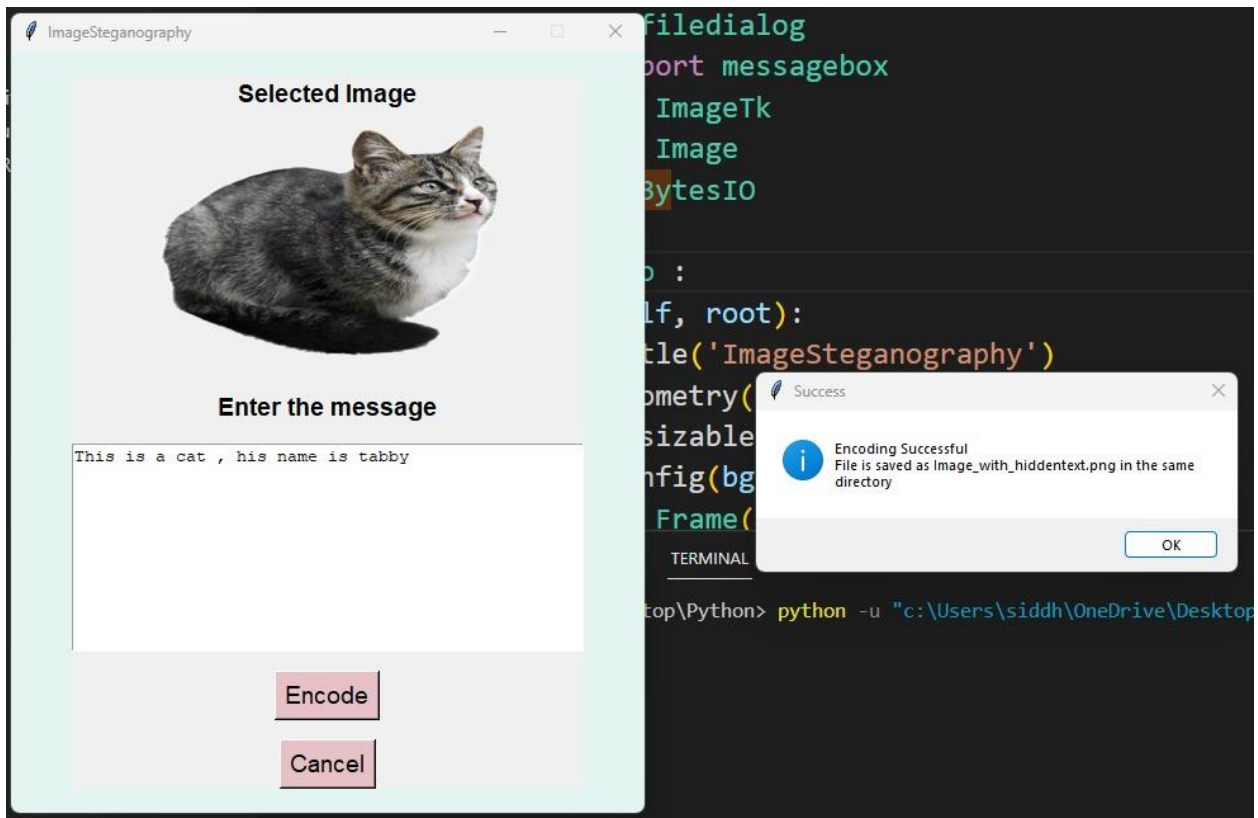 ImageSteganography
Selected Image
Enter the message
This is a cat , his name is tabby
Encode
Cancel
filedialog
port messagebox
ImageTk
Image
BytesIO
:
lf, root):
tle('ImageSteganography')
ometry(
sizable
nfig(bg
Frame(
Success
Encoding Successful
File is saved as Image_with_hiddentext.png in the same
directory
OK
TERMINAL
top\Python> python -u "c:\Users\siddh\OneDrive\Desktop